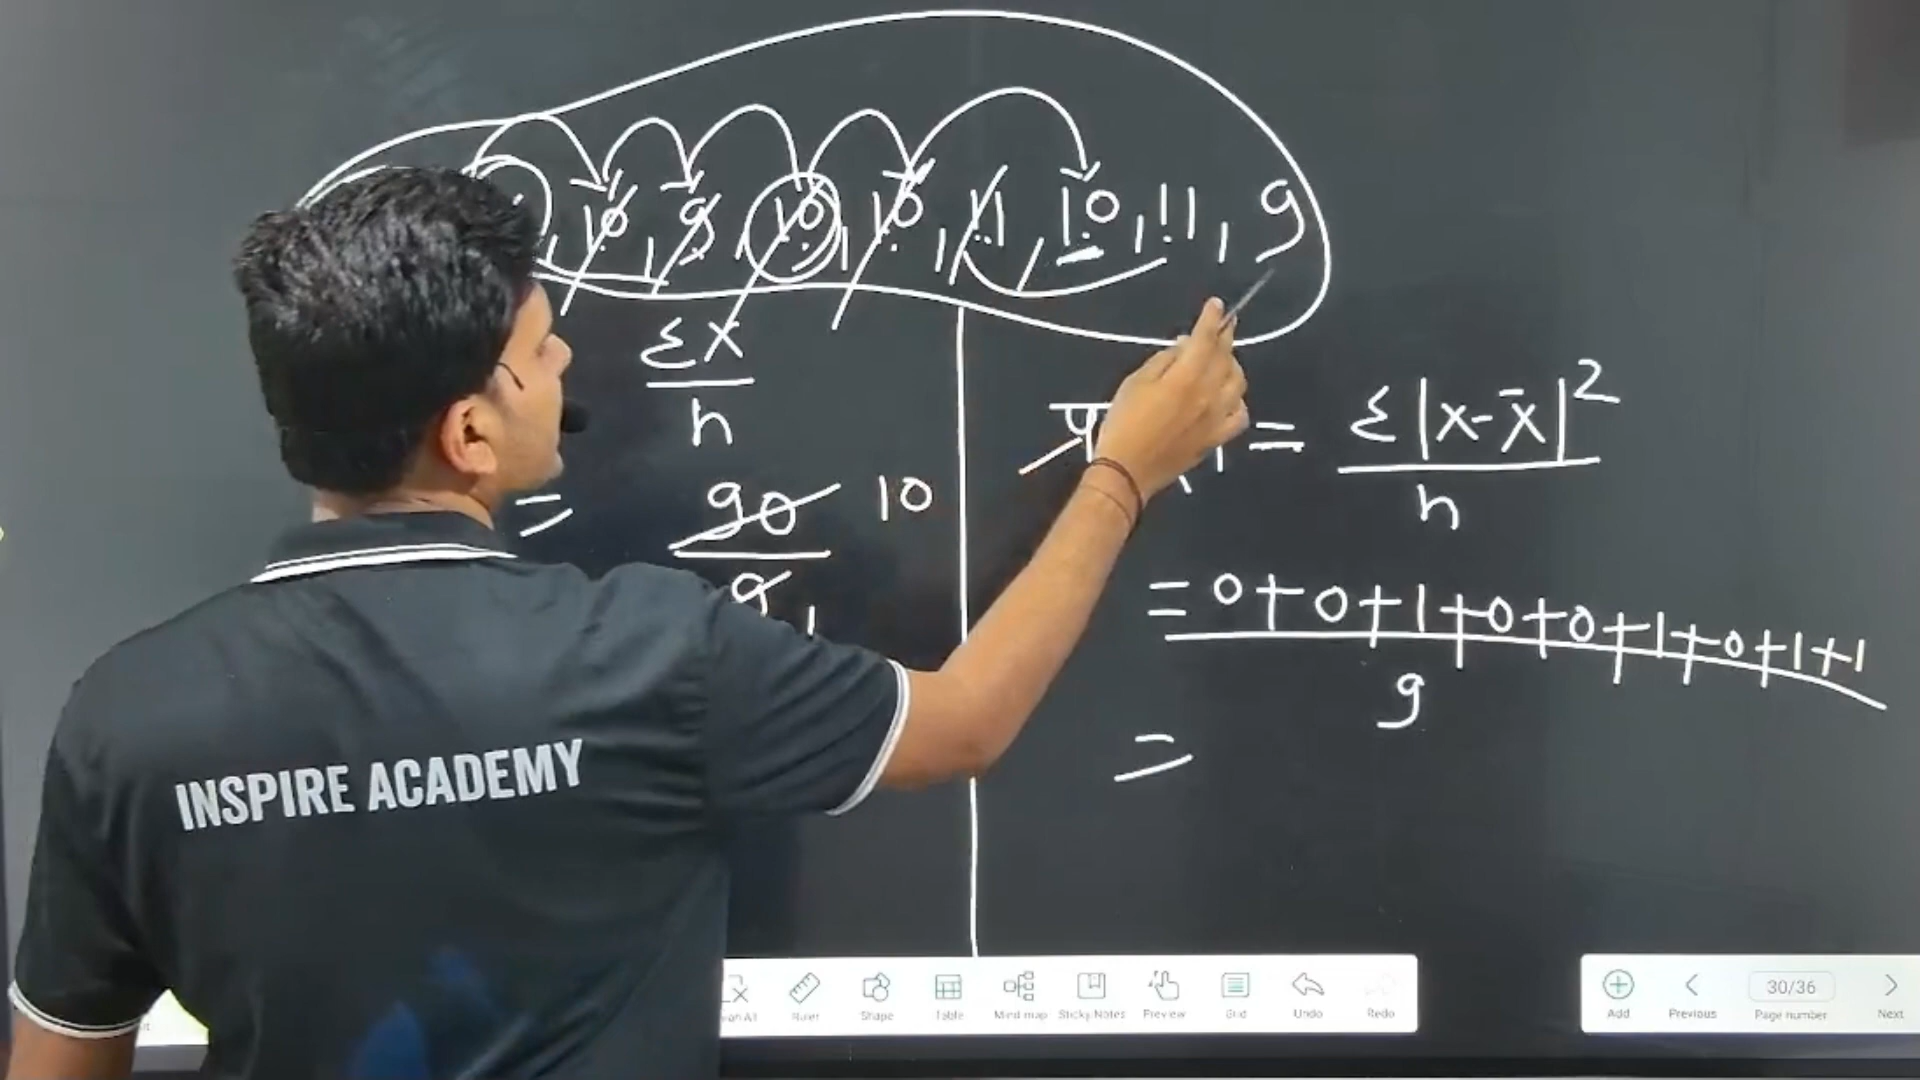 10, 9, 10, 10, 11, 10, 11, 9
Σx
n
= 90 10
9 1
= Σ|x-x̄|²
n
= 0+0+1+0+0+1+0+1+1
9
=
INSPIRE ACADEMY
Ruler Shape Table Mind map Sticky Notes Preview Grid Undo Redo
Add Previous 30/36 Page number Next